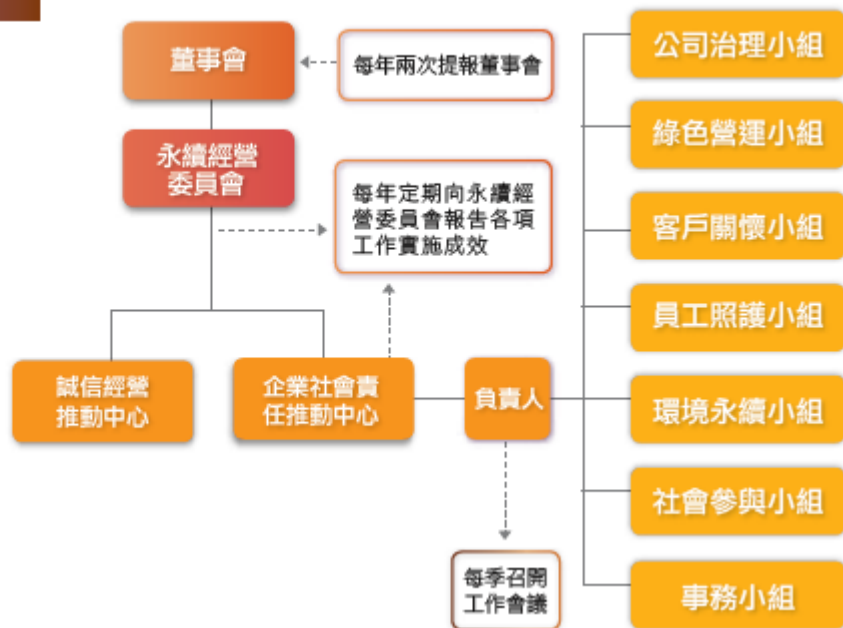 董事會
每年兩次提報董事會
永續經營
委員會
每年定期向永續經
營委員會報告各項
工作實施成效
誠信經營
推動中心
企業社會責
任推動中心
負責人
每季召開
工作會議
公司治理小組
綠色營運小組
客戶關懷小組
員工照護小組
環境永續小組
社會參與小組
事務小組